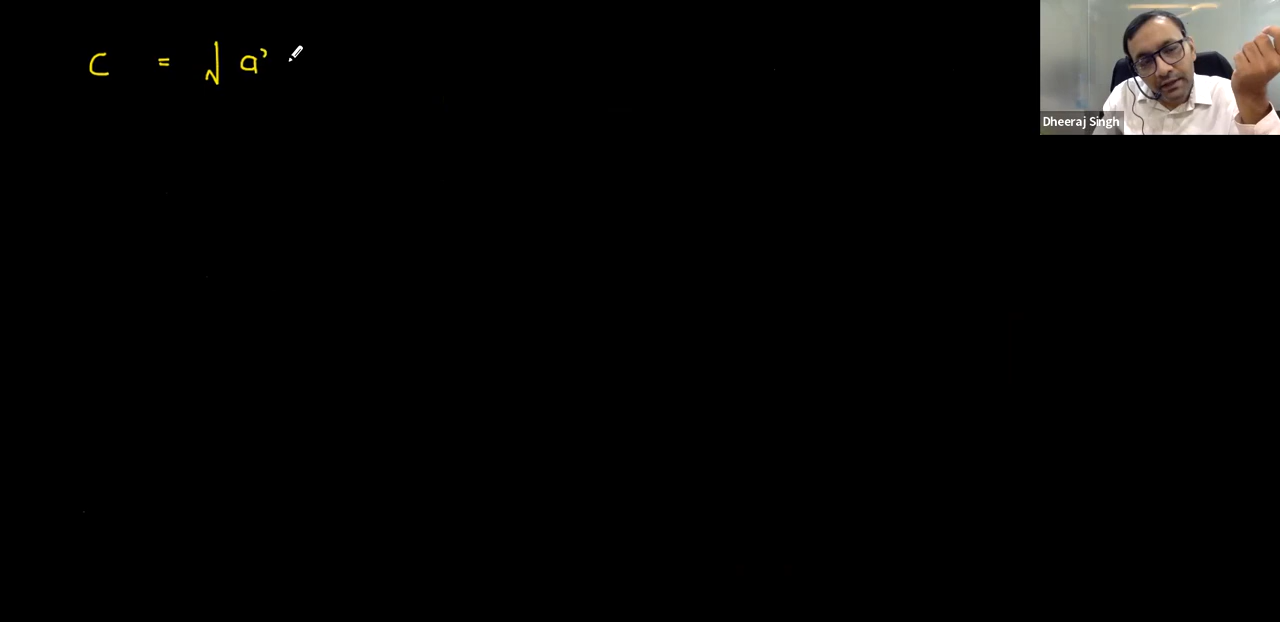 c = √ a²
Dheeraj Singh